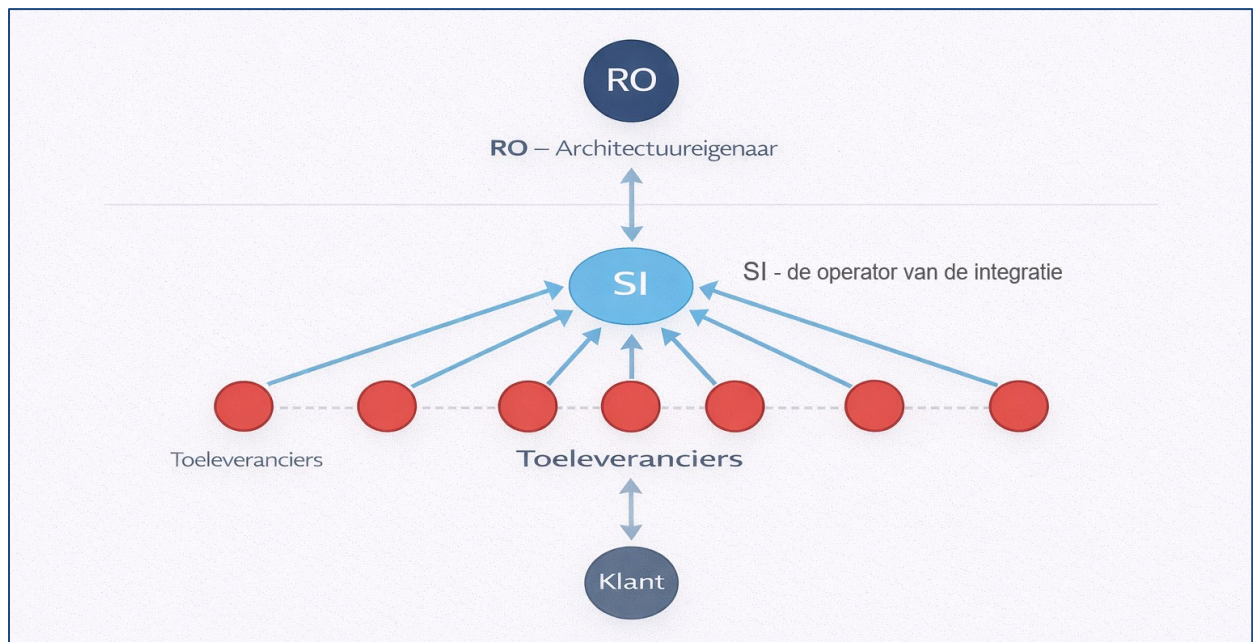 RO
RO – Architectuureigenaar
SI
SI - de operator van de integratie
Toeleveranciers
Toeleveranciers
Klant